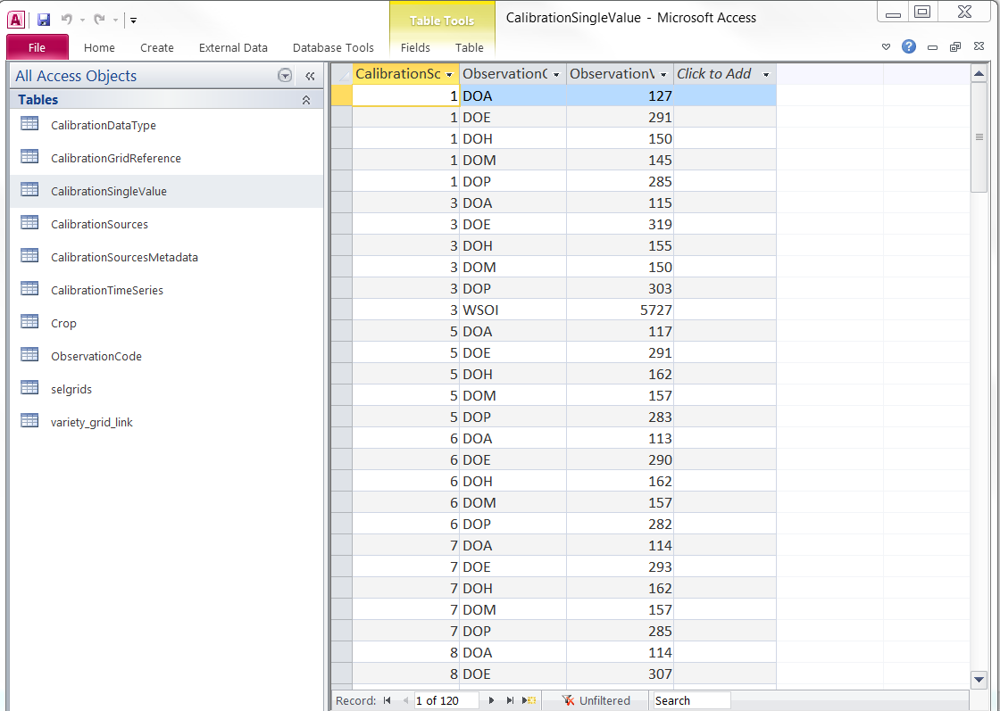 A
Table Tools
CalibrationSingleValue - Microsoft Access
File Home Create External Data Database Tools Fields Table
All Access Objects
Tables
CalibrationDataType
CalibrationGridReference
CalibrationSingleValue
CalibrationSources
CalibrationSourcesMetadata
CalibrationTimeSeries
Crop
ObservationCode
selgrids
variety_grid_link
CalibrationSc ObservationC ObservationV Click to Add
1 DOA 127
1 DOE 291
1 DOH 150
1 DOM 145
1 DOP 285
3 DOA 115
3 DOE 319
3 DOH 155
3 DOM 150
3 DOP 303
3 WSOI 5727
5 DOA 117
5 DOE 291
5 DOH 162
5 DOM 157
5 DOP 283
6 DOA 113
6 DOE 290
6 DOH 162
6 DOM 157
6 DOP 282
7 DOA 114
7 DOE 293
7 DOH 162
7 DOM 157
7 DOP 285
8 DOA 114
8 DOE 307
Record: 1 of 120 Unfiltered Search